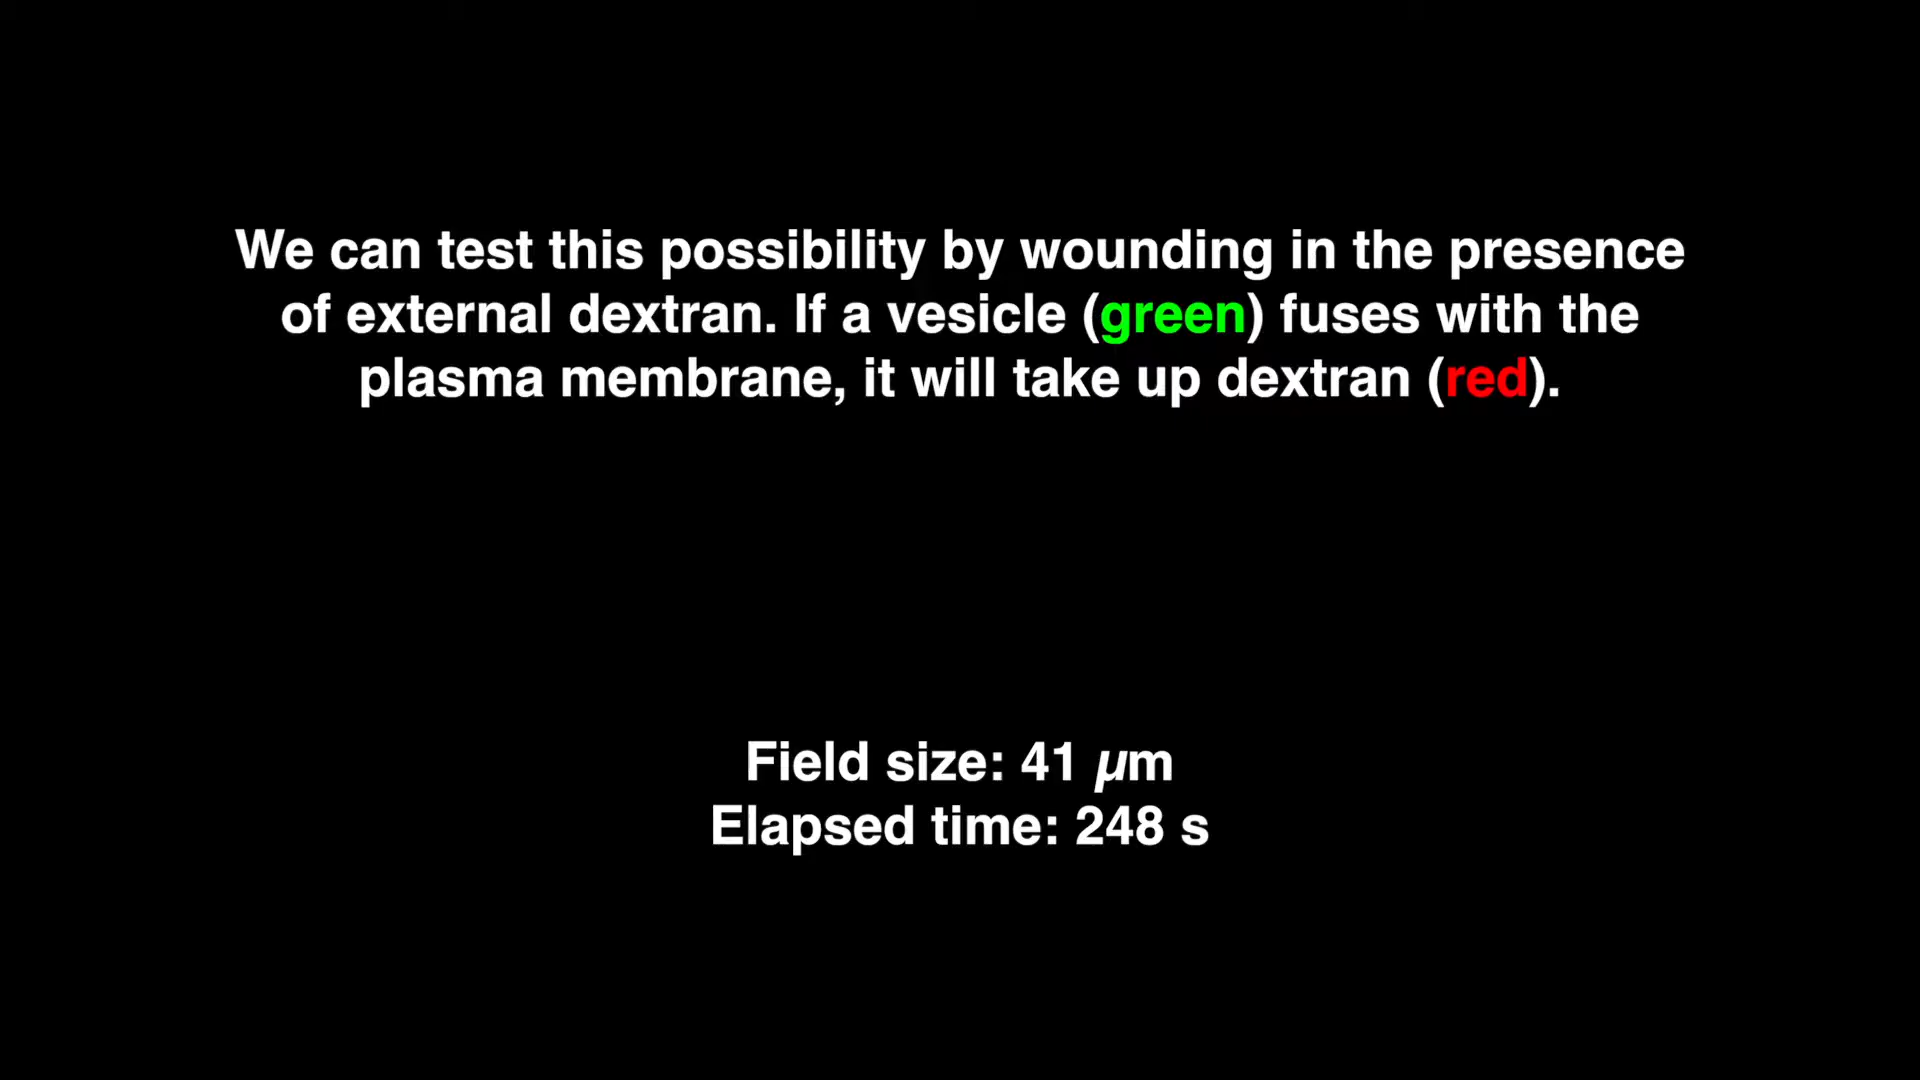 We can test this possibility by wounding in the presence
of external dextran. If a vesicle (green) fuses with the
plasma membrane, it will take up dextran (red).
Field size: 41 µm
Elapsed time: 248 s